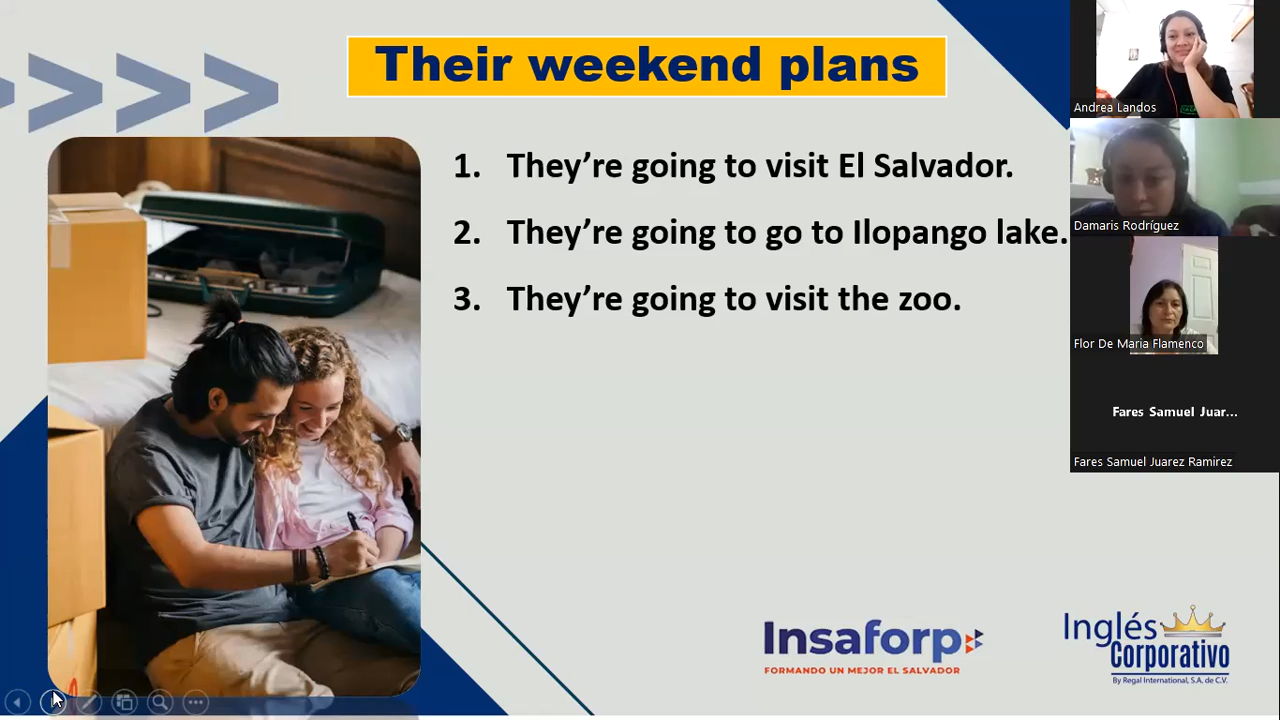 Their weekend plans
1. They're going to visit El Salvador.
2. They're going to go to Ilopango lake.
3. They're going to visit the zoo.
Andrea Landos
Damaris Rodríguez
Flor De Maria Flamenco
Fares Samuel Juar...
Fares Samuel Juarez Ramirez
Insaforp
FORMANDO UN MEJOR EL SALVADOR
Inglés
Corporativo
By Regal International, S.A. de C.V.